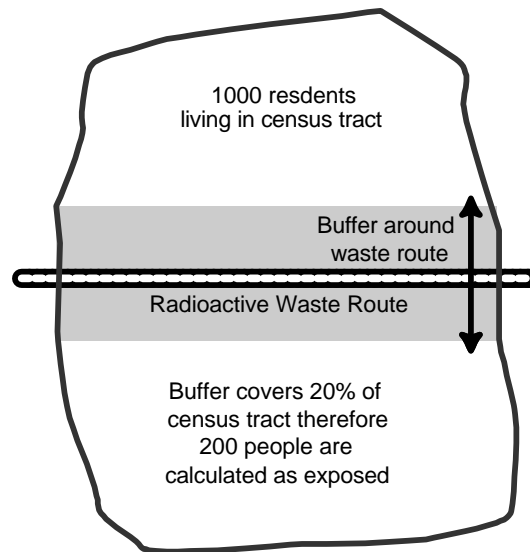 1000 resdents
living in census tract
Buffer around
waste route
Radioactive Waste Route
Buffer covers 20% of
census tract therefore
200 people are
calculated as exposed